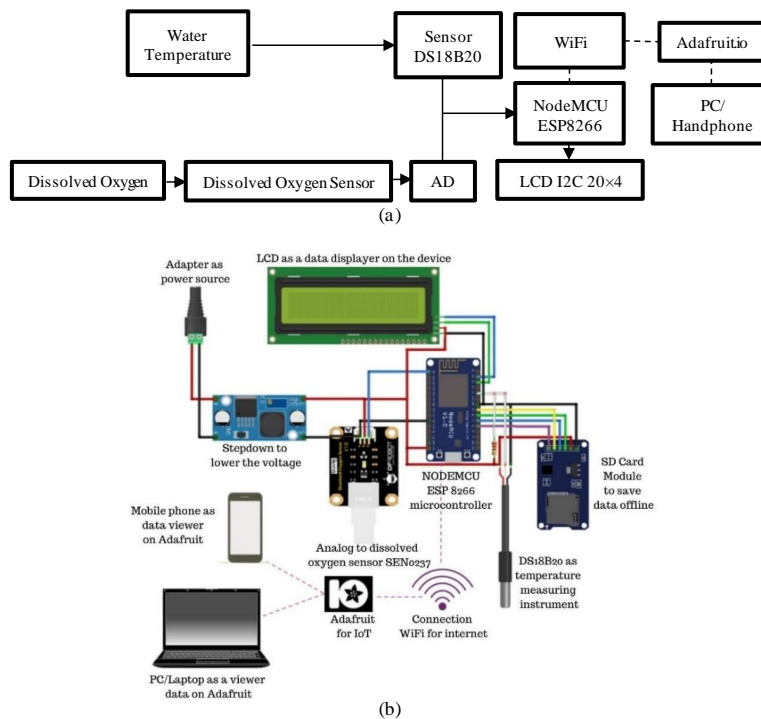 Water
Temperature
Sensor
DS18B20
WiFi
Adafruit.io
NodeMCU
ESP8266
PC/
Handphone
Dissolved Oxygen
Dissolved Oxygen Sensor
AD
LCD I2C 20×4
(a)
Adapter as
power source
LCD as a data displayer on the device
Stepdown to
lower the voltage
NODEMCU
ESP 8266
microcontroller
SD Card
Module
to save
data offline
Mobile phone as
data viewer
on Adafruit
Analog to dissolved
oxygen sensor SEN0237
DS18B20 as
temperature
measuring
instrument
Adafruit
for IoT
Connection
WiFi for internet
PC/Laptop as a viewer
data on Adafruit
(b)